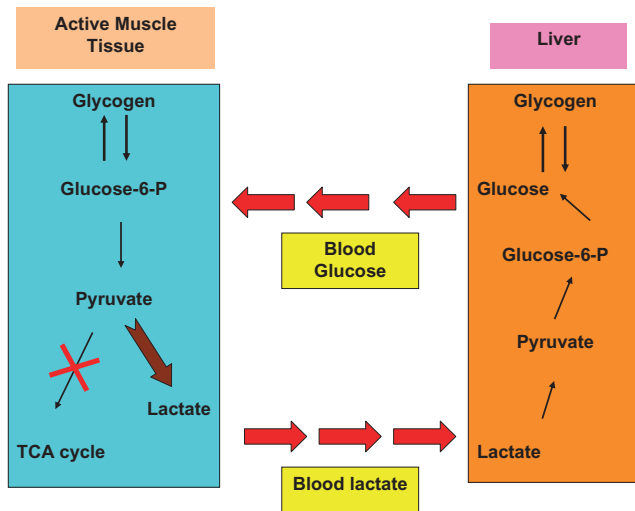 Active Muscle
Tissue
Liver
Glycogen
Glucose-6-P
Pyruvate
Lactate
TCA cycle
Blood
Glucose
Blood lactate
Glycogen
Glucose
Glucose-6-P
Pyruvate
Lactate